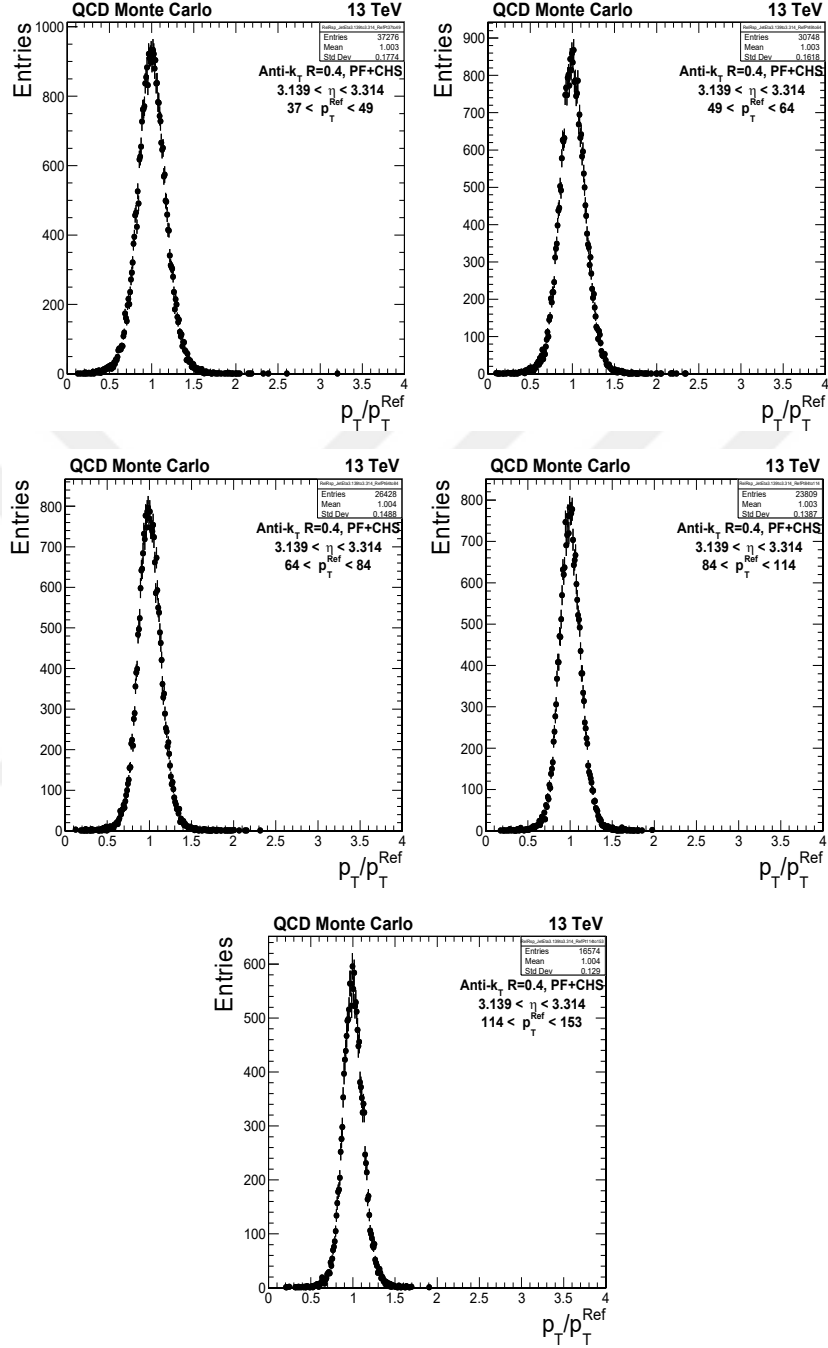 QCD Monte Carlo 13 TeV
Entries
1000
800
600
400
200
0
0 0.5 1 1.5 2 2.5 3 3.5 4
p_T/p_T^Ref
Entries 37276
Mean 1.003
Std Dev 0.1774
Anti-k_T R=0.4, PF+CHS
3.139 < η < 3.314
37 < p_T^Ref < 49
QCD Monte Carlo 13 TeV
Entries
900
800
700
600
500
400
300
200
100
0
0 0.5 1 1.5 2 2.5 3 3.5 4
p_T/p_T^Ref
Entries 30748
Mean 1.003
Std Dev 0.1618
Anti-k_T R=0.4, PF+CHS
3.139 < η < 3.314
49 < p_T^Ref < 64
QCD Monte Carlo 13 TeV
Entries
800
700
600
500
400
300
200
100
0
0 0.5 1 1.5 2 2.5 3 3.5 4
p_T/p_T^Ref
Entries 26428
Mean 1.004
Std Dev 0.1488
Anti-k_T R=0.4, PF+CHS
3.139 < η < 3.314
64 < p_T^Ref < 84
QCD Monte Carlo 13 TeV
Entries
800
700
600
500
400
300
200
100
0
0 0.5 1 1.5 2 2.5 3 3.5 4
p_T/p_T^Ref
Entries 23809
Mean 1.003
Std Dev 0.1387
Anti-k_T R=0.4, PF+CHS
3.139 < η < 3.314
84 < p_T^Ref < 114
QCD Monte Carlo 13 TeV
Entries
600
500
400
300
200
100
0
0 0.5 1 1.5 2 2.5 3 3.5 4
p_T/p_T^Ref
Entries 16574
Mean 1.004
Std Dev 0.129
Anti-k_T R=0.4, PF+CHS
3.139 < η < 3.314
114 < p_T^Ref < 153